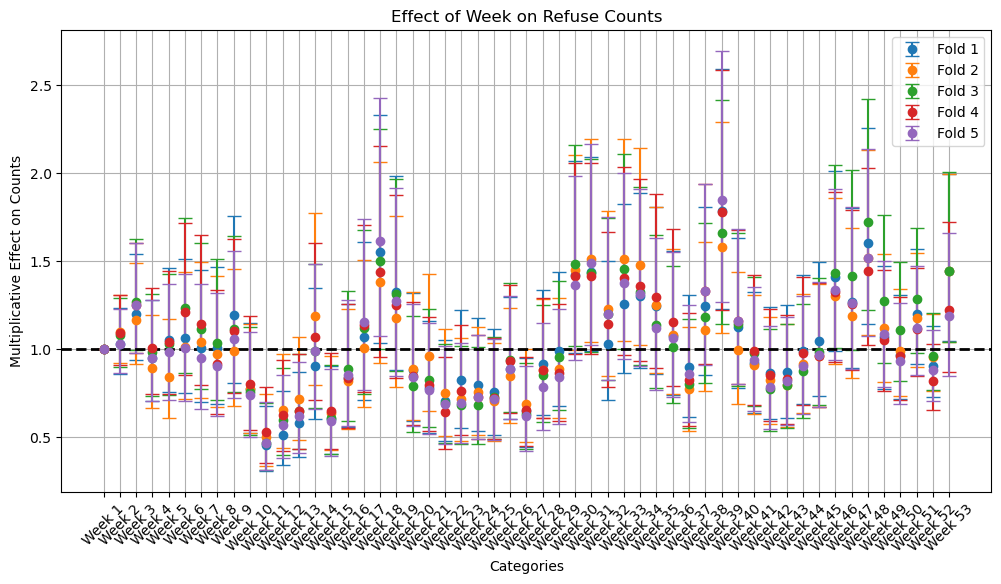 Effect of Week on Refuse Counts
Multiplicative Effect on Counts
2.5
2.0
1.5
1.0
0.5
Fold 1
Fold 2
Fold 3
Fold 4
Fold 5
Week 1
Week 2
Week 3
Week 4
Week 5
Week 6
Week 7
Week 8
Week 9
Week 10
Week 11
Week 12
Week 13
Week 14
Week 15
Week 16
Week 17
Week 18
Week 19
Week 20
Week 21
Week 22
Week 23
Week 24
Week 25
Week 26
Week 27
Week 28
Week 29
Week 30
Week 31
Week 32
Week 33
Week 34
Week 35
Week 36
Week 37
Week 38
Week 39
Week 40
Week 41
Week 42
Week 43
Week 44
Week 45
Week 46
Week 47
Week 48
Week 49
Week 50
Week 51
Week 52
Week 53
Categories